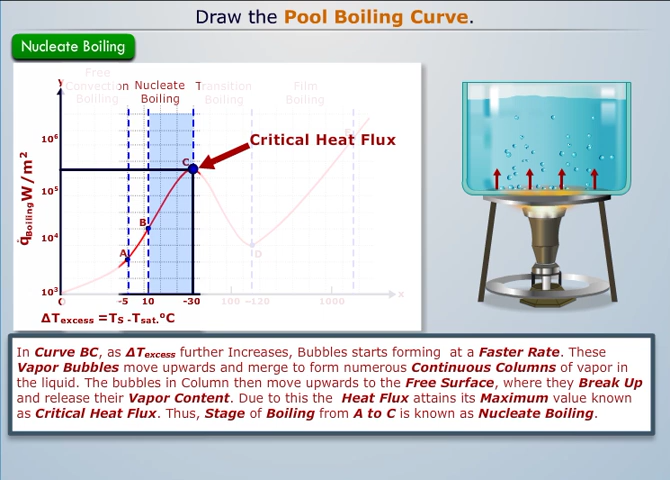 Draw the Pool Boiling Curve.
Nucleate Boiling
y
Free Convection Boiling
Nucleate Boiling
Transition Boiling
Film Boiling
Critical Heat Flux
10⁶
10⁵
10⁴
10³
q̇Boiling W/m²
A
B
C
D
-5 10 -30 100 -120 1000 x
ΔTexcess =TS -Tsat.ºC
In Curve BC, as ΔTexcess further Increases, Bubbles starts forming at a Faster Rate. These
Vapor Bubbles move upwards and merge to form numerous Continuous Columns of vapor in
the liquid. The bubbles in Column then move upwards to the Free Surface, where they Break Up
and release their Vapor Content. Due to this the Heat Flux attains its Maximum value known
as Critical Heat Flux. Thus, Stage of Boiling from A to C is known as Nucleate Boiling.